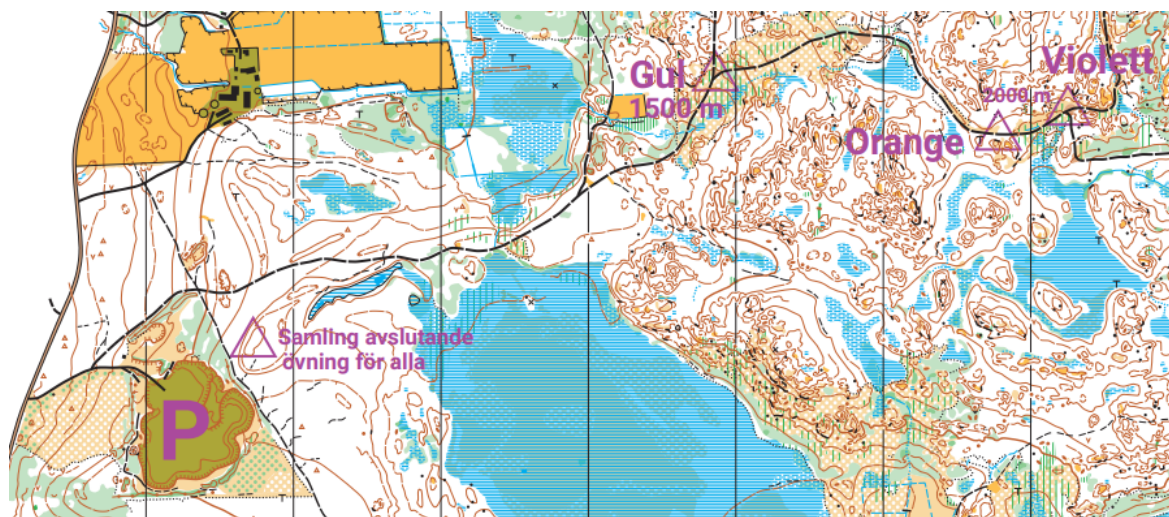 Gul
1500 m
Violett
2000 m
Orange
Samling avslutande
övning för alla
P